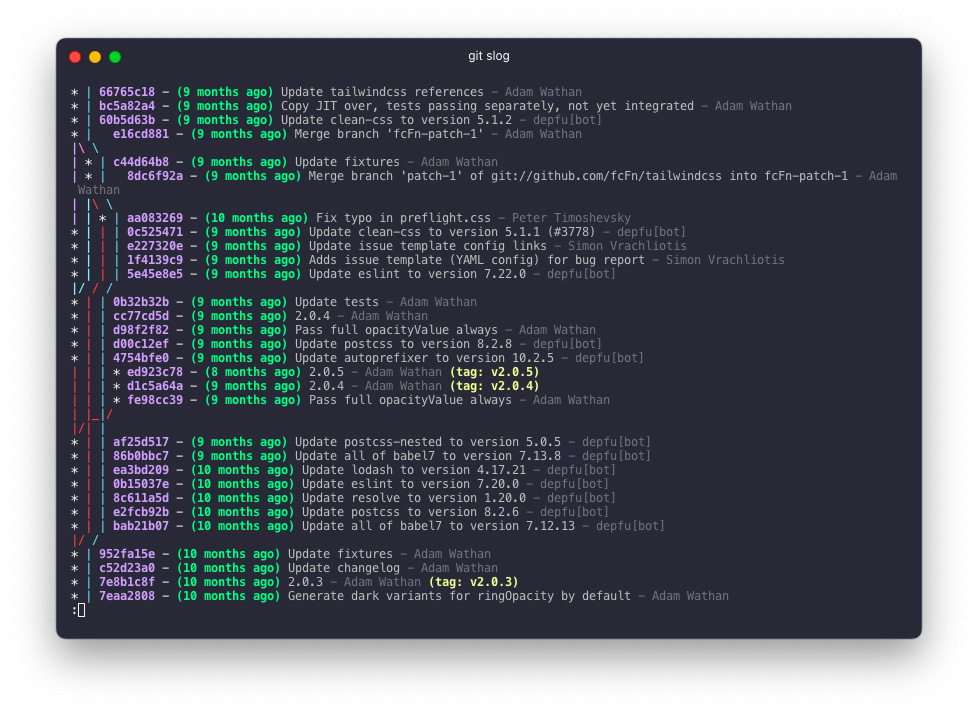 git slog
* | 66765c18 - (9 months ago) Update tailwindcss references - Adam Wathan
* | bc5a82a4 - (9 months ago) Copy JIT over, tests passing separately, not yet integrated - Adam Wathan
* | 60b5d63b - (9 months ago) Update clean-css to version 5.1.2 - depfu[bot]
* |   e16cd881 - (9 months ago) Merge branch 'fcFn-patch-1' - Adam Wathan
|\ \
| * | c44d64b8 - (9 months ago) Update fixtures - Adam Wathan
| * |   8dc6f92a - (9 months ago) Merge branch 'patch-1' of git://github.com/fcFn/tailwindcss into fcFn-patch-1 - Adam
Wathan
| |\ \
| | * | aa083269 - (10 months ago) Fix typo in preflight.css - Peter Timoshevsky
* | | | 0c525471 - (9 months ago) Update clean-css to version 5.1.1 (#3778) - depfu[bot]
* | | | e227320e - (9 months ago) Update issue template config links - Simon Vrachliotis
* | | | 1f4139c9 - (9 months ago) Adds issue template (YAML config) for bug report - Simon Vrachliotis
* | | | 5e45e8e5 - (9 months ago) Update eslint to version 7.22.0 - depfu[bot]
|/ / /
* | | 0b32b32b - (9 months ago) Update tests - Adam Wathan
* | | cc77cd5d - (9 months ago) 2.0.4 - Adam Wathan
* | | d98f2f82 - (9 months ago) Pass full opacityValue always - Adam Wathan
* | | d00c12ef - (9 months ago) Update postcss to version 8.2.8 - depfu[bot]
* | | 4754bfe0 - (9 months ago) Update autoprefixer to version 10.2.5 - depfu[bot]
| | | * ed923c78 - (8 months ago) 2.0.5 - Adam Wathan (tag: v2.0.5)
| | | * d1c5a64a - (9 months ago) 2.0.4 - Adam Wathan (tag: v2.0.4)
| | | * fe98cc39 - (9 months ago) Pass full opacityValue always - Adam Wathan
| |_|/
|/| |
* | | af25d517 - (9 months ago) Update postcss-nested to version 5.0.5 - depfu[bot]
* | | 86b0bbc7 - (9 months ago) Update all of babel7 to version 7.13.8 - depfu[bot]
* | | ea3bd209 - (10 months ago) Update lodash to version 4.17.21 - depfu[bot]
* | | 0b15037e - (10 months ago) Update eslint to version 7.20.0 - depfu[bot]
* | | 8c611a5d - (10 months ago) Update resolve to version 1.20.0 - depfu[bot]
* | | e2fcb92b - (10 months ago) Update postcss to version 8.2.6 - depfu[bot]
* | | bab21b07 - (10 months ago) Update all of babel7 to version 7.12.13 - depfu[bot]
|/ /
* | 952fa15e - (10 months ago) Update fixtures - Adam Wathan
* | c52d23a0 - (10 months ago) Update changelog - Adam Wathan
* | 7e8b1c8f - (10 months ago) 2.0.3 - Adam Wathan (tag: v2.0.3)
* | 7eaa2808 - (10 months ago) Generate dark variants for ringOpacity by default - Adam Wathan
: